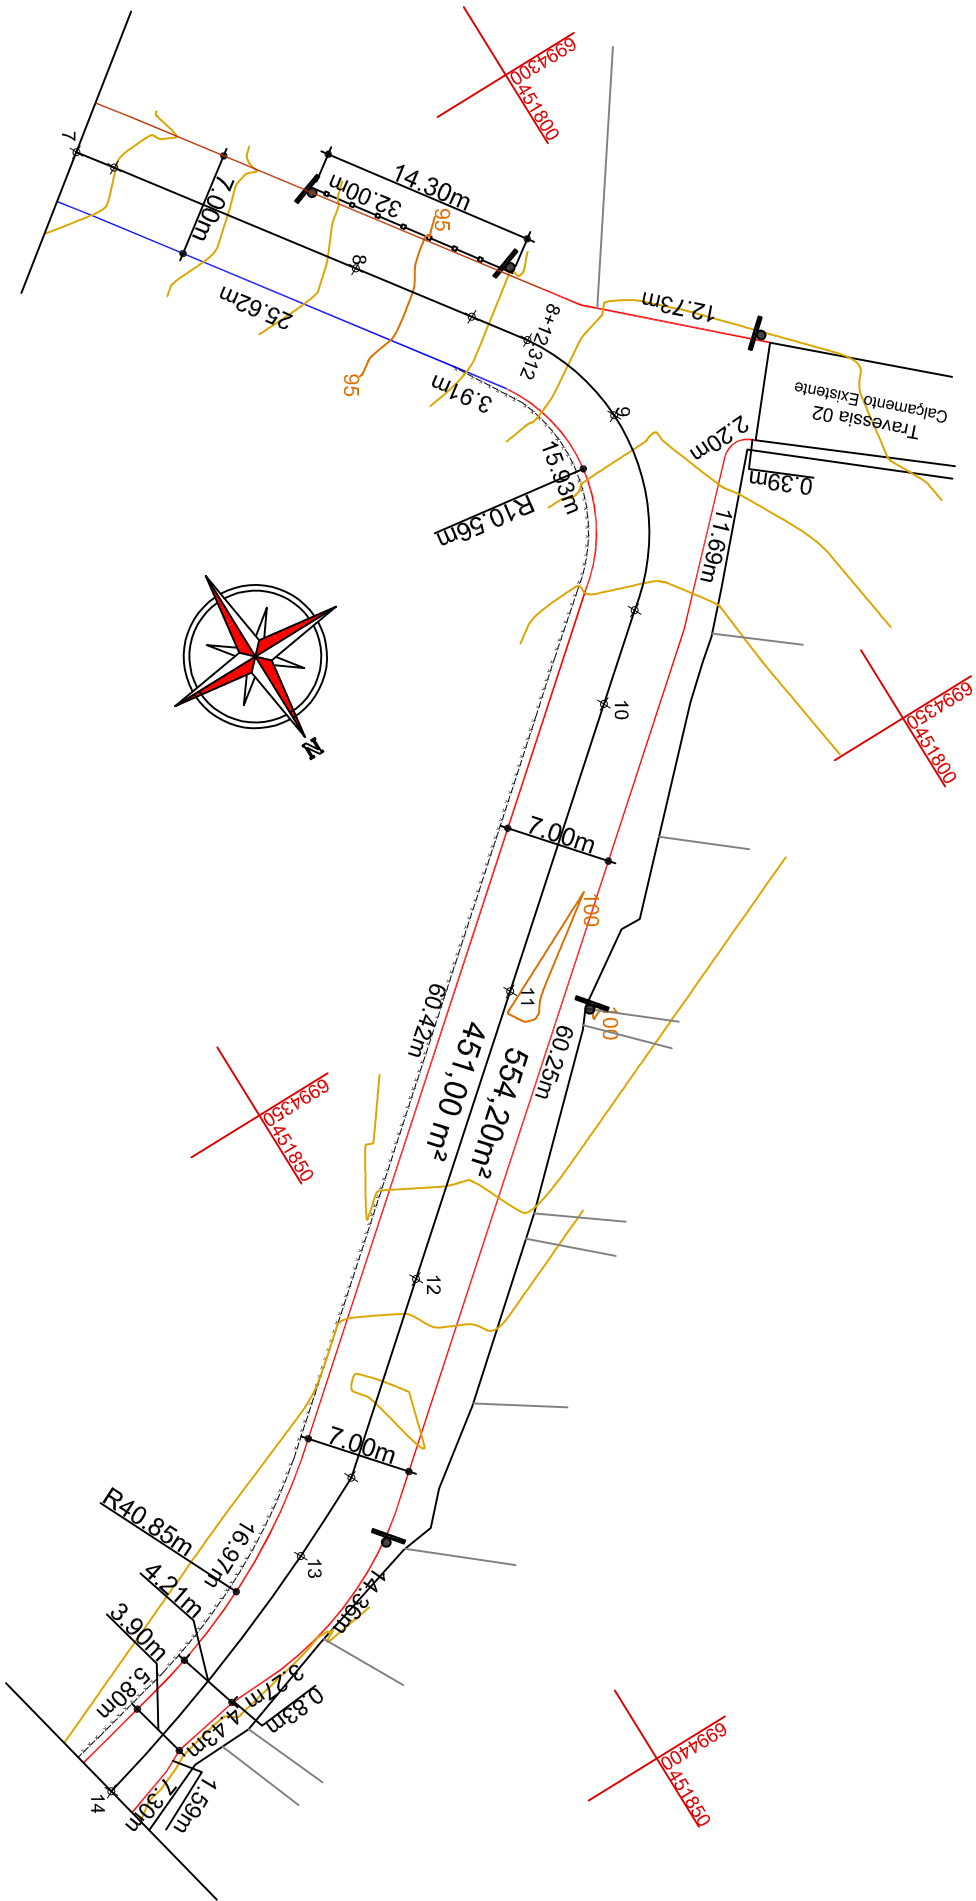 6994300
0451800
7
14.30m
32.00m
7.00m
95
8
25.62m
12.73m
8+12,312
95
3.91m
9
Travessia 02
Calçamento Existente
2.20m
0.39m
15.93m
R10.56m
11.69m
N
10
6994350
0451800
7.00m
100
11
100
60.42m
60.25m
451,00 m²
554,20m²
6994350
0451850
12
7.00m
R40.85m
16.97m
13
4.21m
14.36m
3.90m
5.80m
3.27m
0.83m
4.43m
6994400
0451850
7.30m
1.59m
14